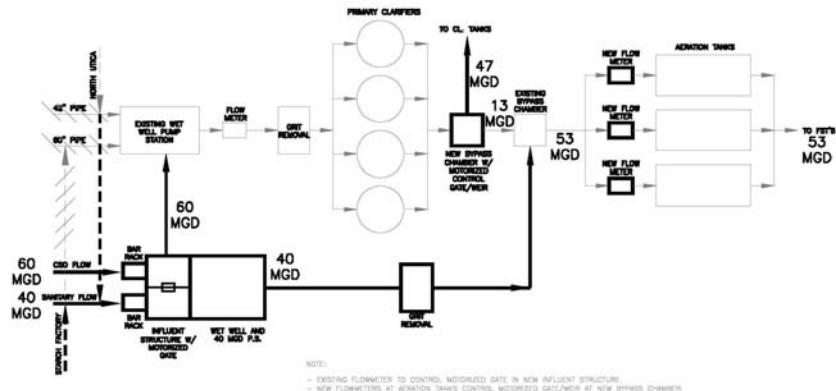 PRIMARY CLARIFIERS
TO CL. TANKS
47
MGD
NORTH UTICA
42" PIPE
60" PIPE
EXISTING WET
WELL PUMP
STATION
FLOW
METER
GRIT
REMOVAL
13
MGD
NEW BYPASS
CHAMBER W/
MOTORIZED
CONTROL
GATE/WEIR
EXISTING
BYPASS
CHAMBER
53
MGD
NEW FLOW
METER
NEW FLOW
METER
NEW FLOW
METER
AERATION TANKS
TO FST'S
53
MGD
60
MGD
60
MGD
CSO FLOW
BAR
RACK
40
MGD
SANITARY FLOW
BAR
RACK
STARCH FACTORY
INFLUENT
STRUCTURE W/
MOTORIZED
GATE
WET WELL AND
40 MGD P.S.
40
MGD
GRIT
REMOVAL
NOTE:
- EXISTING FLOWMETER TO CONTROL MOTORIZED GATE IN NEW INFLUENT STRUCTURE.
- NEW FLOWMETERS AT AERATION TANKS CONTROL MOTORIZED GATE/WEIR AT NEW BYPASS CHAMBER.